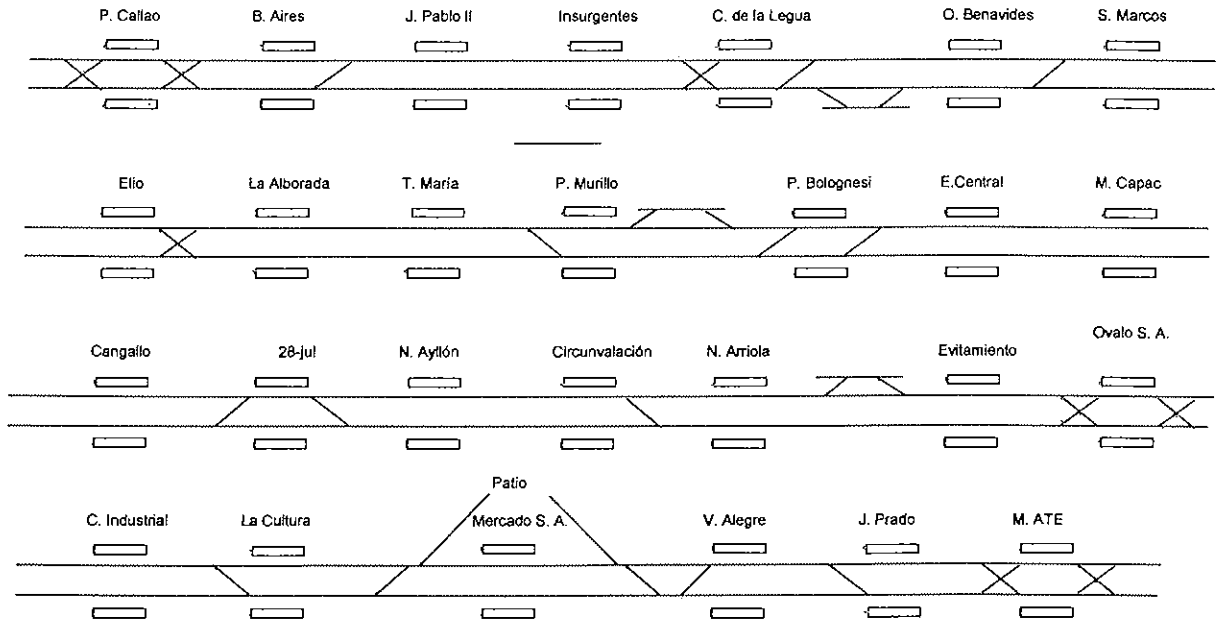 P. Callao B. Aires J. Pablo II Insurgentes C. de la Legua O. Benavides S. Marcos
Elio La Alborada T. María P. Murillo P. Bolognesi E.Central M. Capac
Ovalo S. A.
Cangallo 28-jul N. Ayllón Circunvalación N. Arriola Evitamiento
Patio
C. Industrial La Cultura Mercado S. A. V. Alegre J. Prado M. ATE